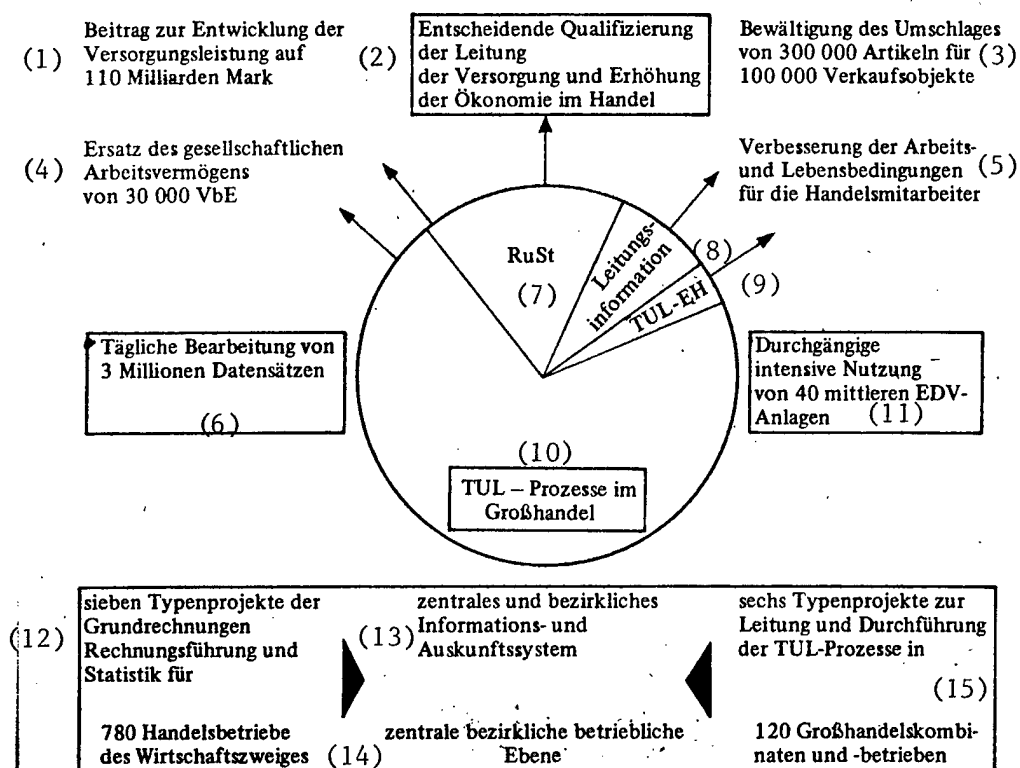 (1)
Beitrag zur Entwicklung der
Versorgungsleistung auf
110 Milliarden Mark
(2)
Entscheidende Qualifizierung
der Leitung
der Versorgung und Erhöhung
der Ökonomie im Handel
Bewältigung des Umschlages
von 300 000 Artikeln für
100 000 Verkaufsobjekte
(3)
(4)
Ersatz des gesellschaftlichen
Arbeitsvermögens
von 30 000 VbE
Verbesserung der Arbeits-
und Lebensbedingungen
für die Handelsmitarbeiter
(5)
RuSt
(7)
Leitungs-
information
(8)
TUL-EH
(9)
Tägliche Bearbeitung von
3 Millionen Datensätzen
(6)
Durchgängige
intensive Nutzung
von 40 mittleren EDV-
Anlagen
(11)
(10)
TUL – Prozesse im
Großhandel
(12)
sieben Typenprojekte der
Grundrechnungen
Rechnungsführung und
Statistik für
780 Handelsbetriebe
des Wirtschaftszweiges
(13)
zentrales und bezirkliches
Informations- und
Auskunftssystem
(14)
zentrale bezirkliche betriebliche
Ebene
sechs Typenprojekte zur
Leitung und Durchführung
der TUL-Prozesse in
(15)
120 Großhandelskombi-
naten und -betrieben